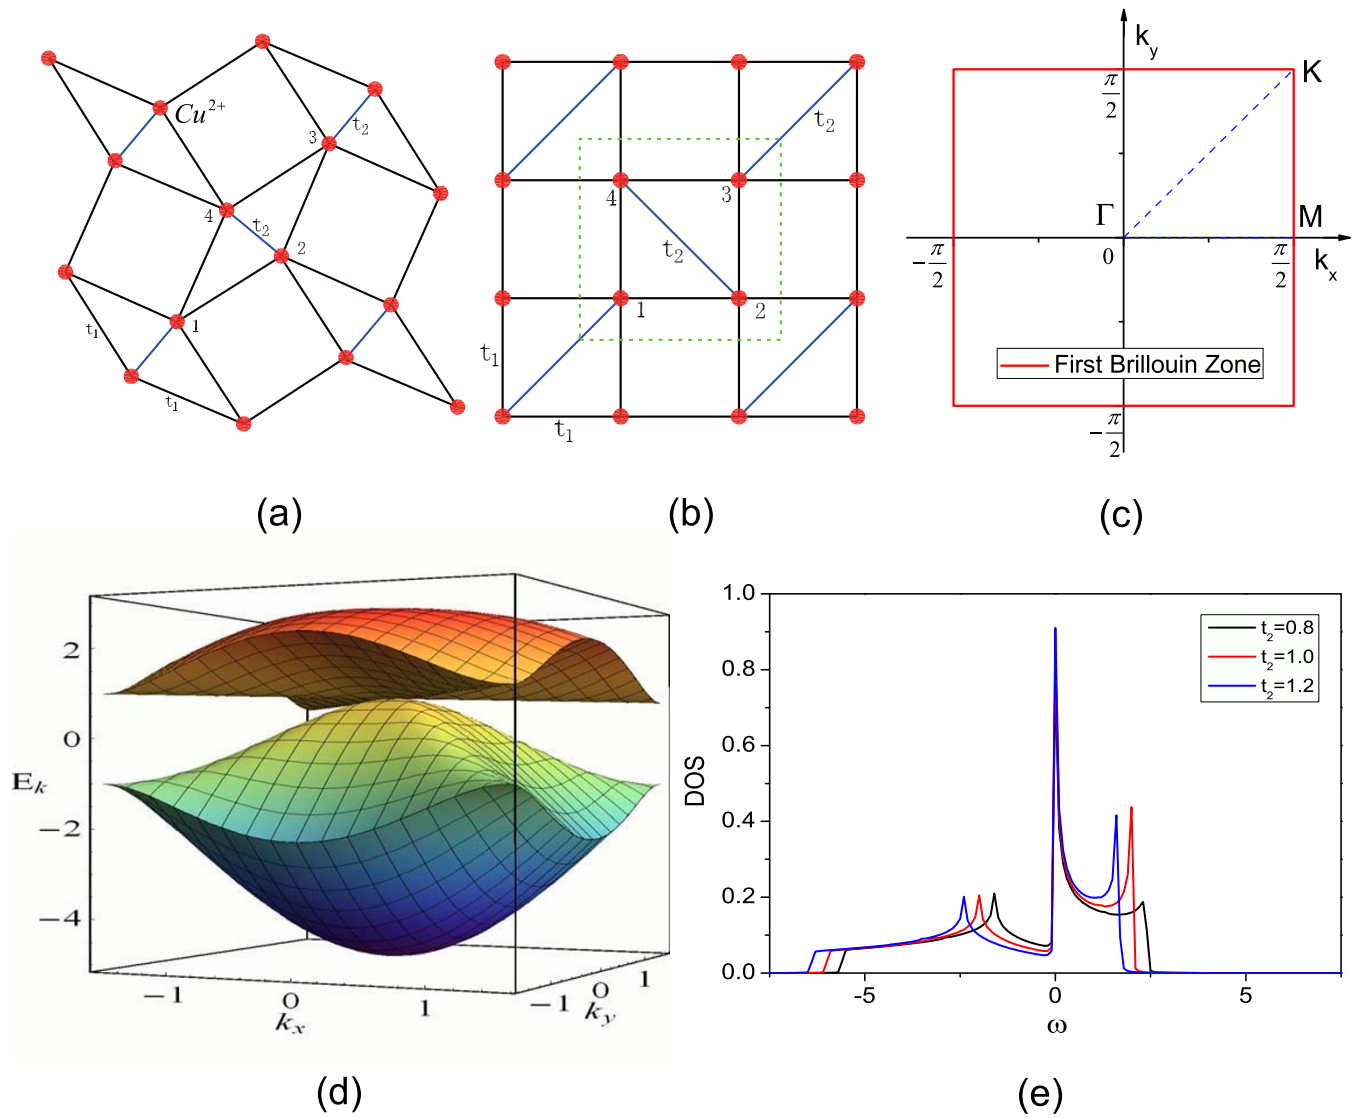 Cu2+
3
t2
4
t2
2
t1
1
t1
(a)
t2
4
3
t2
1
2
t1
t1
(b)
ky
K
π/2
Γ
M
-π/2
0
π/2
kx
First Brillouin Zone
-π/2
(c)
2
0
Ek
−2
−4
−1
0
1
kx
−1
0
1
ky
(d)
1.0
0.8
0.6
0.4
0.2
0.0
DOS
t2=0.8
t2=1.0
t2=1.2
-5
0
5
ω
(e)